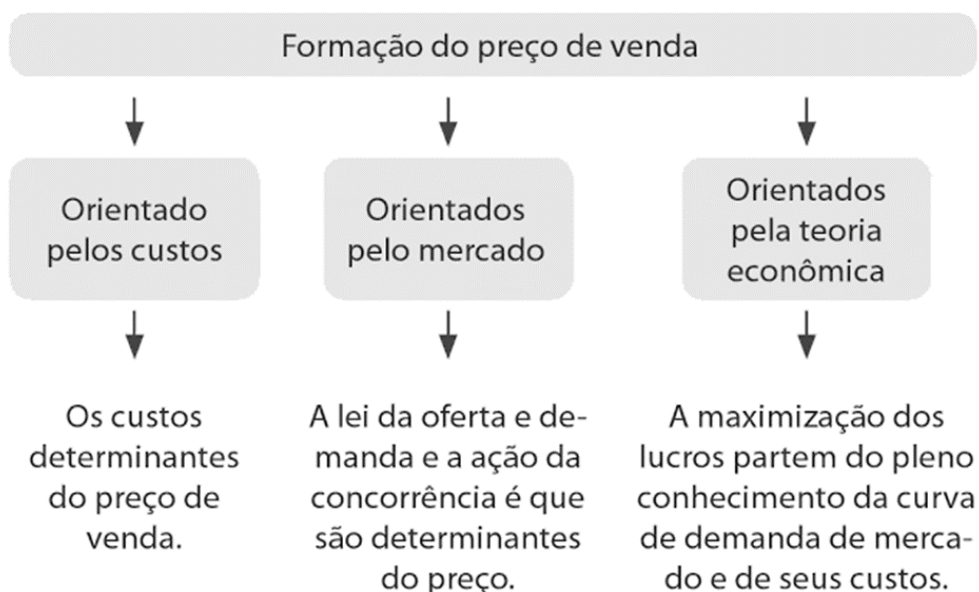 Formação do preço de venda
Orientado
pelos custos
Orientados
pelo mercado
Orientados
pela teoria
econômica
Os custos
determinantes
do preço de
venda.
A lei da oferta e de-
manda e a ação da
concorrência é que
são determinantes
do preço.
A maximização dos
lucros partem do pleno
conhecimento da curva
de demanda de merca-
do e de seus custos.